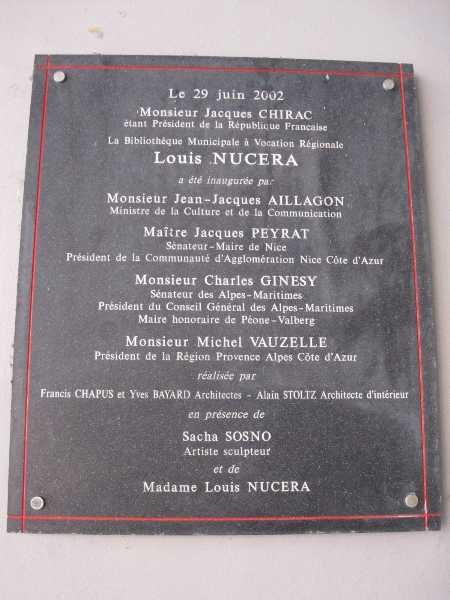 Le 29 juin 2002
Monsieur Jacques CHIRAC
étant Président de la République Francaise
La Bibliothèque Municipale à Vocation Régionale
Louis NUCERA
a été inaugurée par
Monsieur Jean-Jacques AILLAGON
Ministre de la Culture et de la Communication
Maître Jacques PEYRAT
Sénateur-Maire de Nice
Président de la Communauté d'Agglomération Nice Côte d'Azur
Monsieur Charles GINESY
Sénateur des Alpes-Maritimes
Président du Conseil Général des Alpes-Maritimes
Maire honoraire de Péone-Valberg
Monsieur Michel VAUZELLE
Président de la Région Provence Alpes Côte d'Azur
réalisée par
Francis CHAPUS et Yves BAYARD Architectes - Alain STOLTZ Architecte d'intérieur
en présence de
Sacha SOSNO
Artiste sculpteur
et de
Madame Louis NUCERA